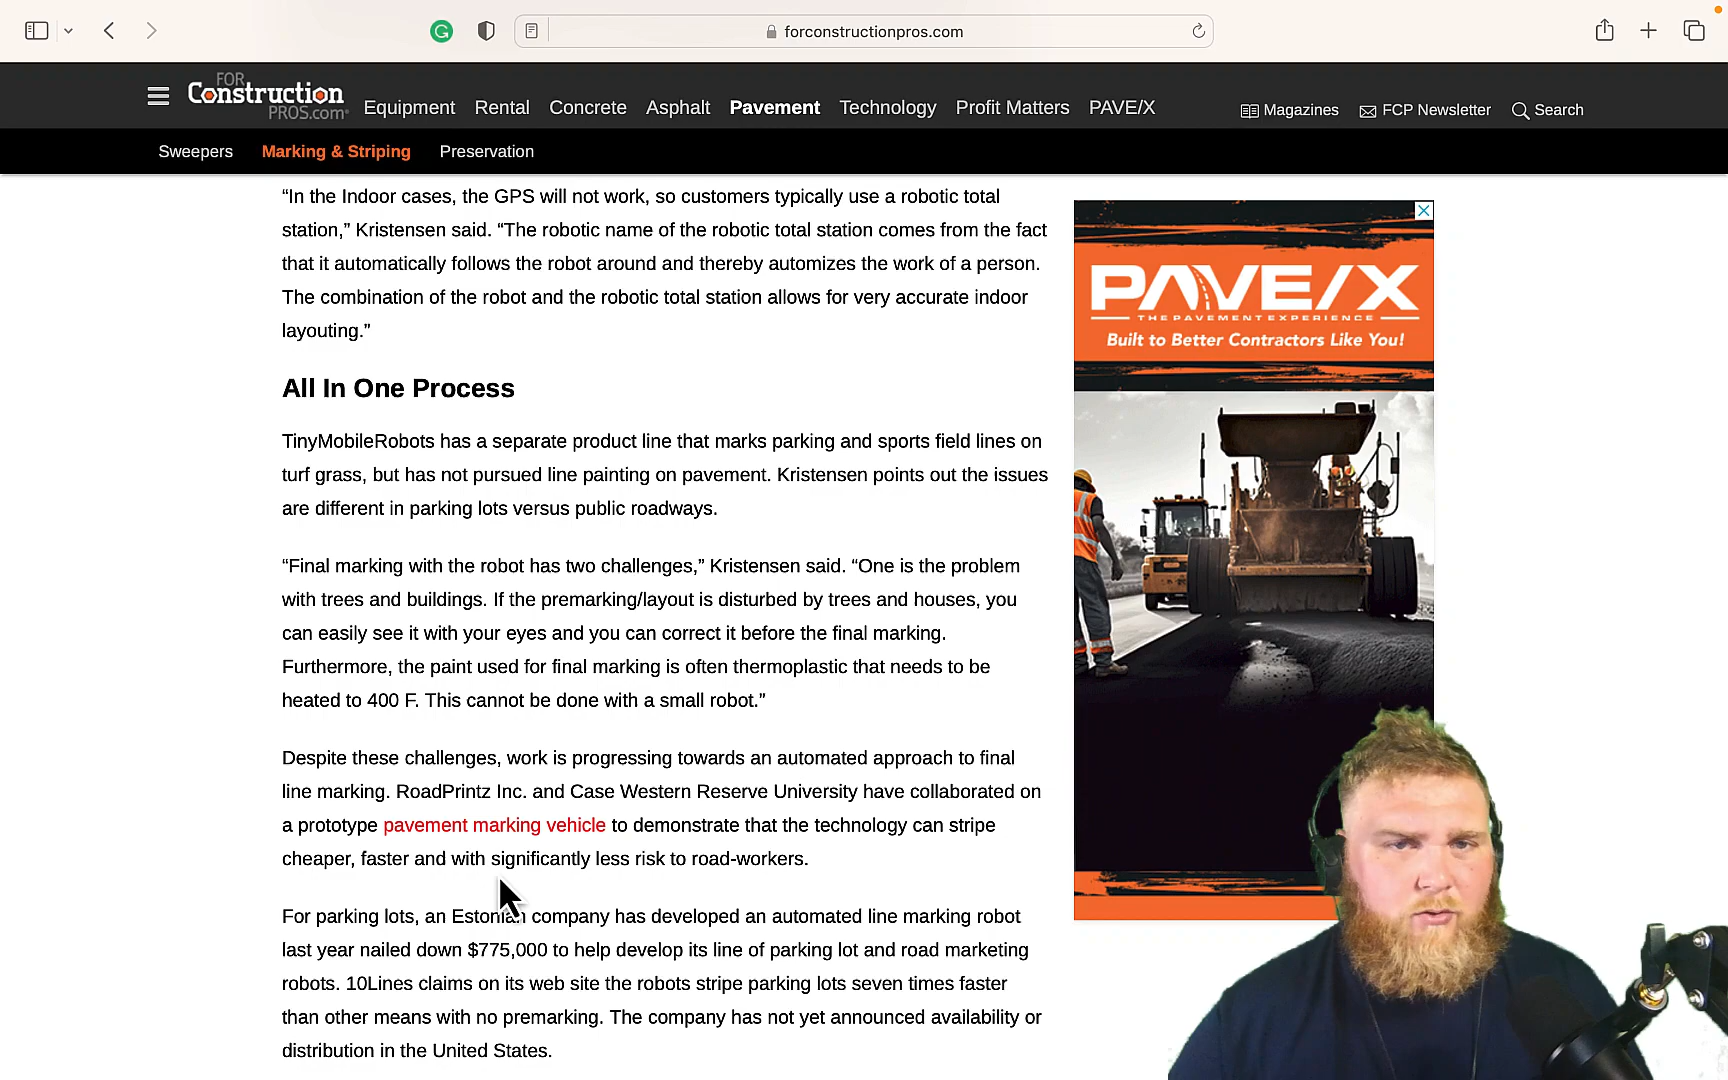 forconstructionpros.com
FOR
Construction
PROS.com
Equipment Rental Concrete Asphalt Pavement Technology Profit Matters PAVE/X
Magazines FCP Newsletter Search
Sweepers Marking & Striping Preservation
“In the Indoor cases, the GPS will not work, so customers typically use a robotic total
station,” Kristensen said. “The robotic name of the robotic total station comes from the fact
that it automatically follows the robot around and thereby automizes the work of a person.
The combination of the robot and the robotic total station allows for very accurate indoor
layouting.”
All In One Process
TinyMobileRobots has a separate product line that marks parking and sports field lines on
turf grass, but has not pursued line painting on pavement. Kristensen points out the issues
are different in parking lots versus public roadways.
“Final marking with the robot has two challenges,” Kristensen said. “One is the problem
with trees and buildings. If the premarking/layout is disturbed by trees and houses, you
can easily see it with your eyes and you can correct it before the final marking.
Furthermore, the paint used for final marking is often thermoplastic that needs to be
heated to 400 F. This cannot be done with a small robot.”
Despite these challenges, work is progressing towards an automated approach to final
line marking. RoadPrintz Inc. and Case Western Reserve University have collaborated on
a prototype pavement marking vehicle to demonstrate that the technology can stripe
cheaper, faster and with significantly less risk to road-workers.
For parking lots, an Estonian company has developed an automated line marking robot
last year nailed down $775,000 to help develop its line of parking lot and road marketing
robots. 10Lines claims on its web site the robots stripe parking lots seven times faster
than other means with no premarking. The company has not yet announced availability or
distribution in the United States.
PAVE/X
THE PAVEMENT EXPERIENCE
Built to Better Contractors Like You!